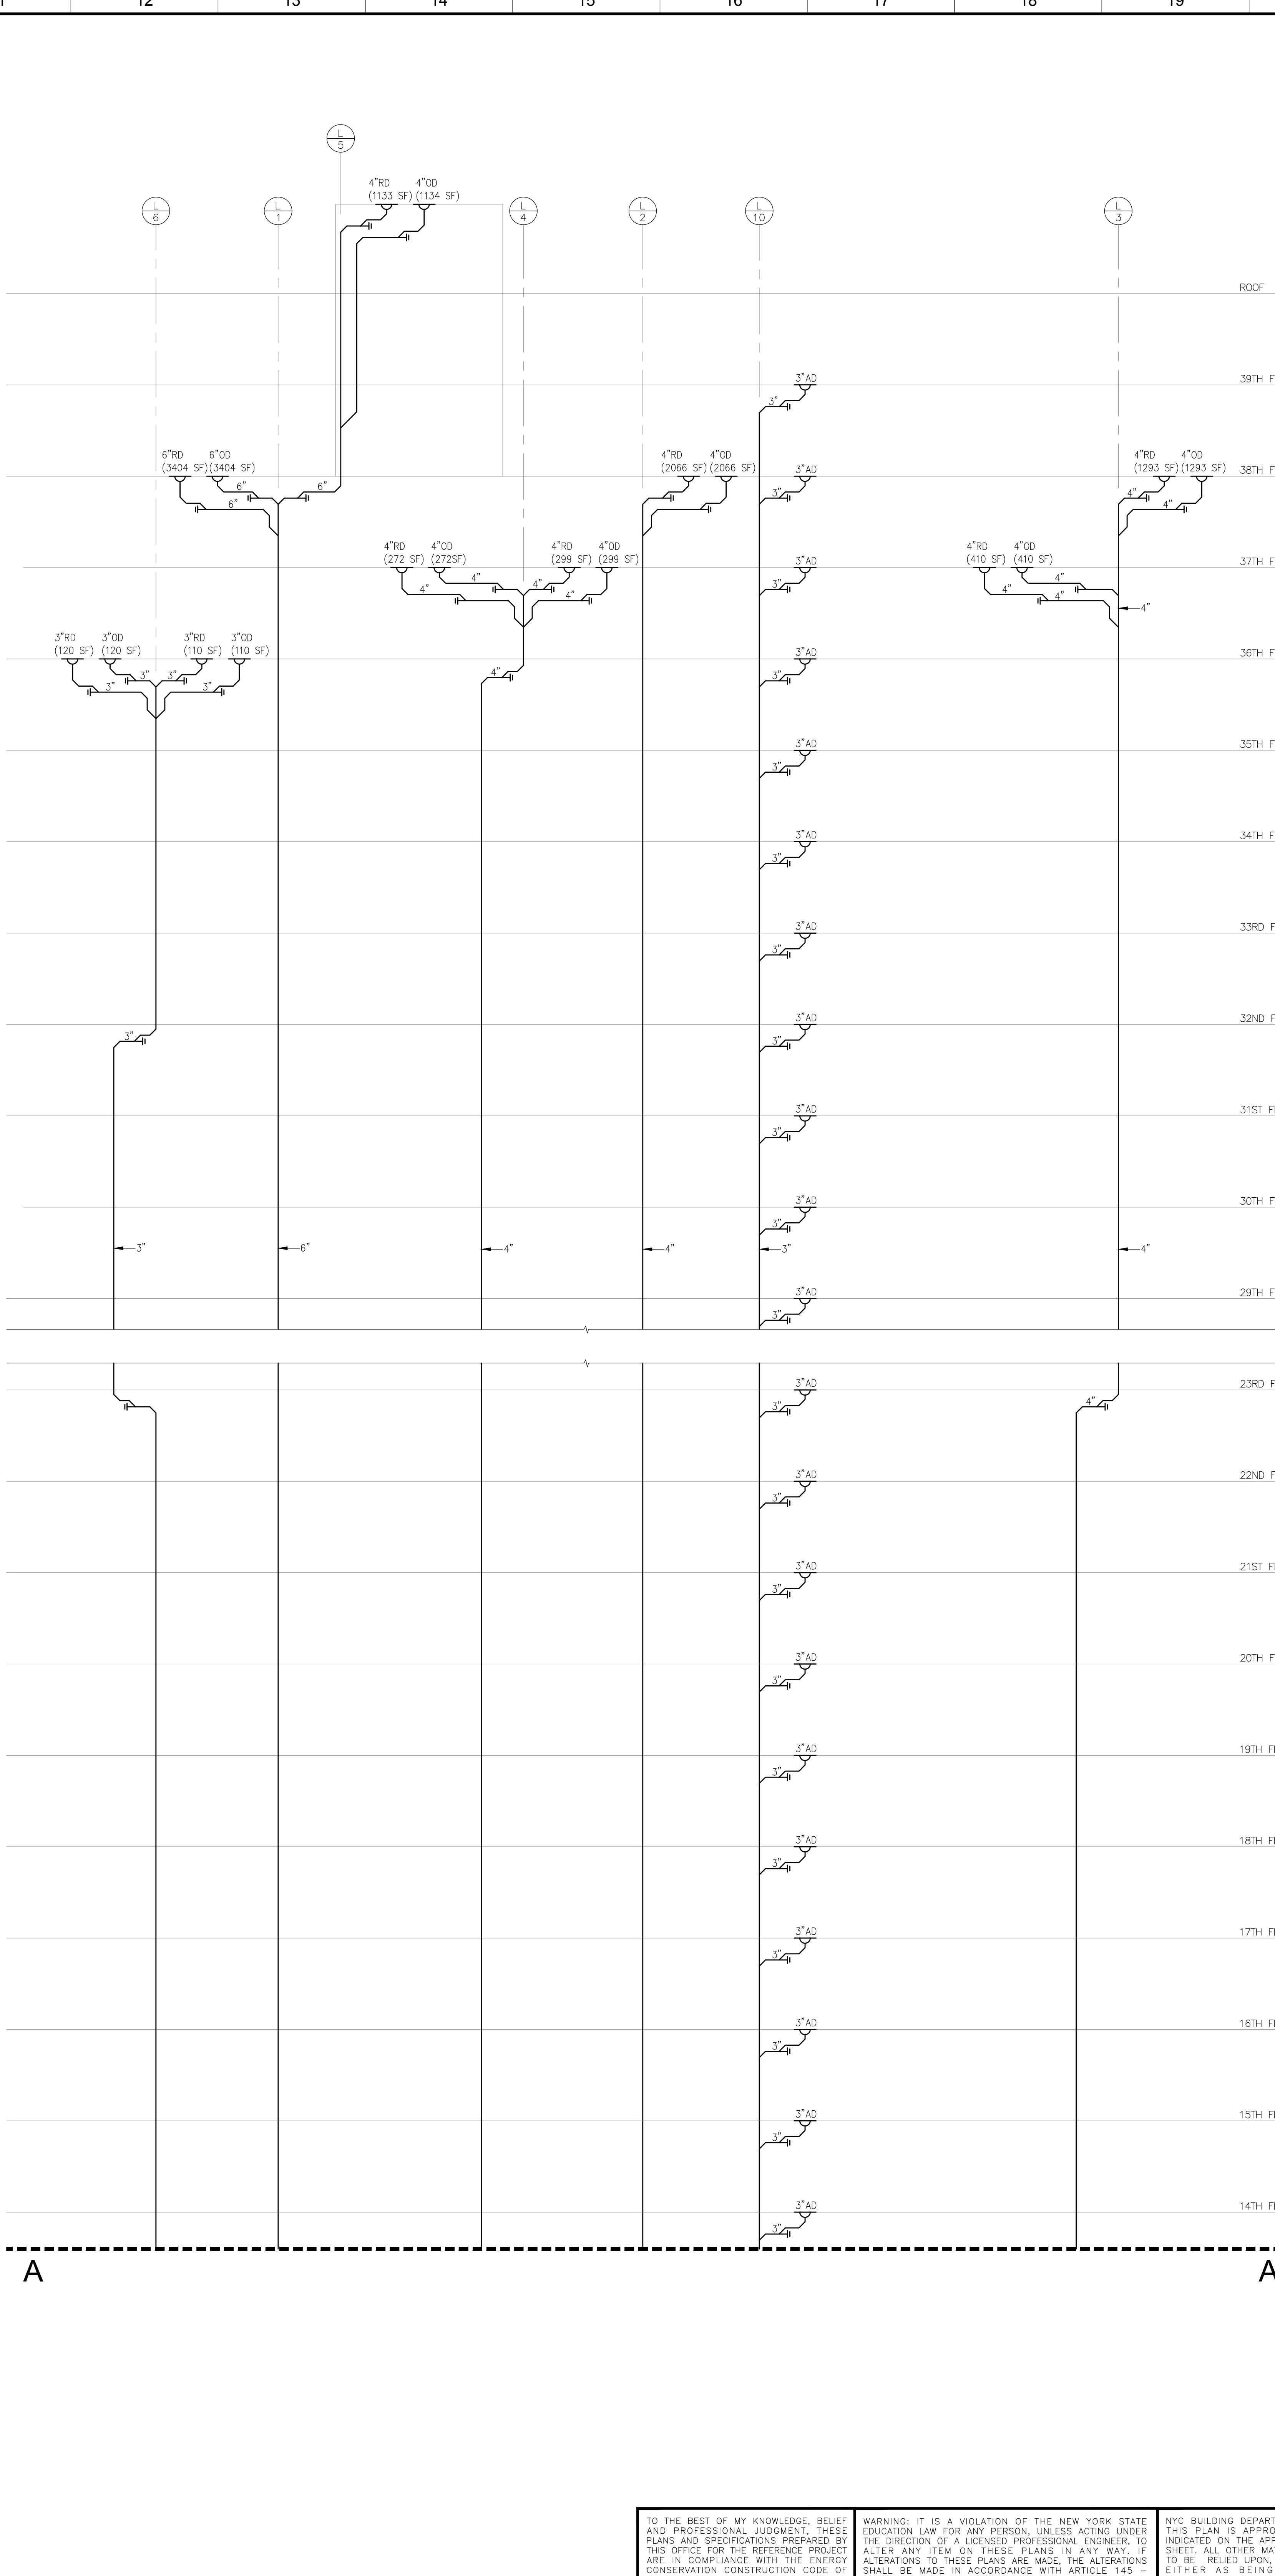 12 13 14 15 16 17 18 19
L
5
4"RD 4"OD
(1133 SF) (1134 SF)
L L L L L L
6 1 4 2 10 3
ROOF
3"AD
39TH
3"
6"RD 6"OD 4"RD 4"OD 3"AD 4"RD 4"OD
(3404 SF) (3404 SF) (2066 SF) (2066 SF) (1293 SF) (1293 SF)
38TH
6" 6" 3" 4"
6" 4"
4"RD 4"OD 4"RD 4"OD 3"AD 4"RD 4"OD
(272 SF) (272SF) (299 SF) (299 SF) (410 SF) (410 SF)
37TH
4" 4" 3" 4"
4" 4" 4"
4"
3"RD 3"OD 3"RD 3"OD 3"AD
(120 SF) (120 SF) (110 SF) (110 SF)
36TH
3" 3" 4" 3"
3" 3"
3"AD
35TH
3"
3"AD
34TH
3"
3"AD
33RD
3"
3"AD
32ND
3" 3"
3"AD
31ST
3"
3"AD
30TH
3"
3" 6" 4" 4" 3" 4"
3"AD
29TH
3"
3"AD
23RD
3" 4"
3"AD
22ND
3"
3"AD
21ST
3"
3"AD
20TH
3"
3"AD
19TH
3"
3"AD
18TH
3"
3"AD
17TH
3"
3"AD
16TH
3"
3"AD
15TH
3"
3"AD
14TH
3"
A A
TO THE BEST OF MY KNOWLEDGE, BELIEF
AND PROFESSIONAL JUDGMENT, THESE
PLANS AND SPECIFICATIONS PREPARED BY
THIS OFFICE FOR THE REFERENCE PROJECT
ARE IN COMPLIANCE WITH THE ENERGY
CONSERVATION CONSTRUCTION CODE OF
WARNING: IT IS A VIOLATION OF THE NEW YORK STATE
EDUCATION LAW FOR ANY PERSON, UNLESS ACTING UNDER
THE DIRECTION OF A LICENSED PROFESSIONAL ENGINEER, TO
ALTER ANY ITEM ON THESE PLANS IN ANY WAY. IF
ALTERATIONS TO THESE PLANS ARE MADE, THE ALTERATIONS
SHALL BE MADE IN ACCORDANCE WITH ARTICLE 145 –
NYC BUILDING
THIS PLAN IS
INDICATED ON THE
SHEET. ALL OTHER
TO BE RELIED UPON,
EITHER AS BEING